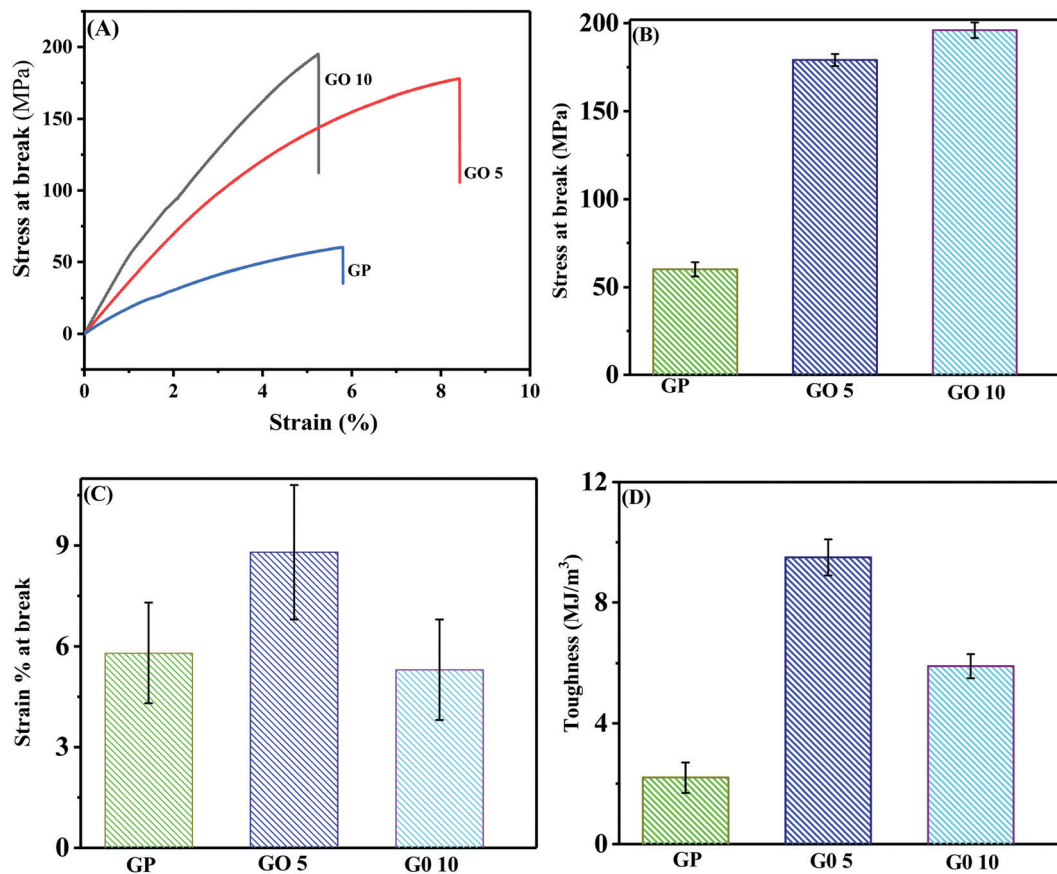 (A)
Stress at break (MPa)
200
150
100
50
0
GO 10
GO 5
GP
0 2 4 6 8 10
Strain (%)
(B)
Stress at break (MPa)
200
150
100
50
0
GP GO 5 GO 10
(C)
Strain % at break
9
6
3
0
GP GO 5 G0 10
(D)
Toughness (MJ/m³)
12
8
4
0
GP G0 5 G0 10